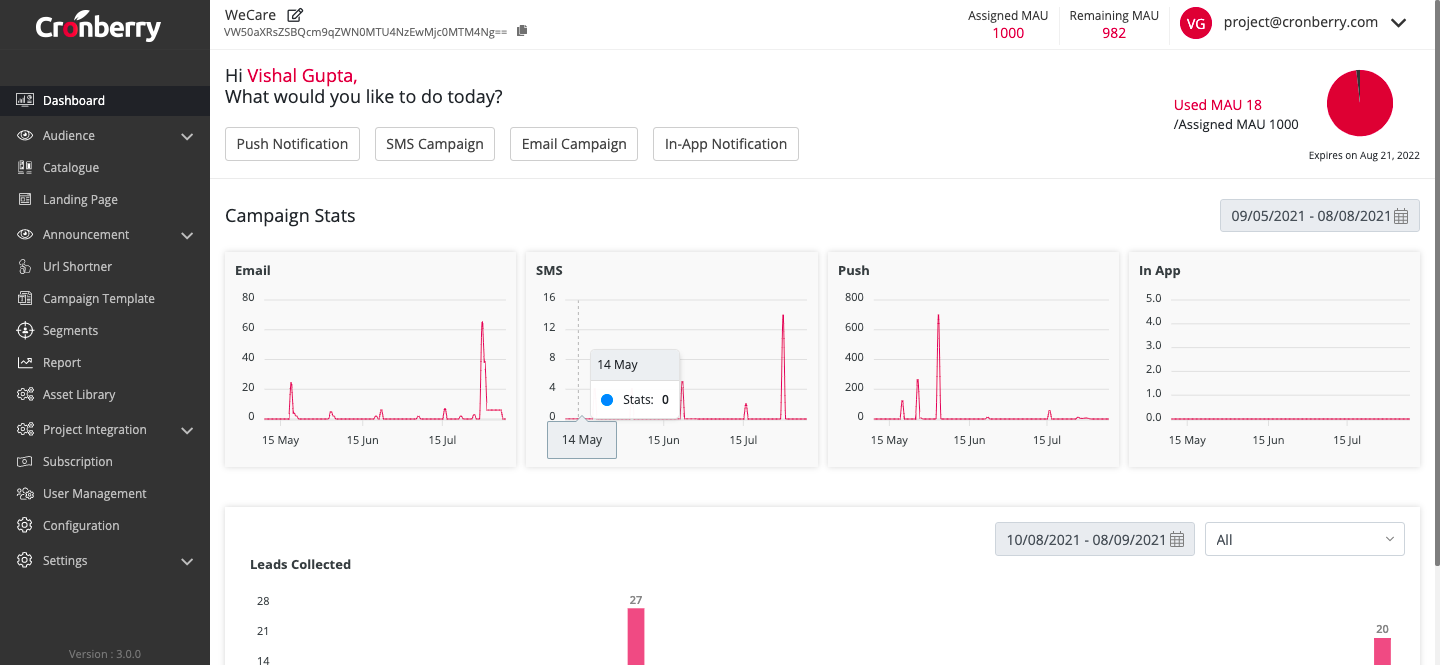 Cronberry
WeCare
VW50aXRsZSBQcm9qZWN0MTU4NzEwMjc0MTM4Ng==
Assigned MAU
1000
Remaining MAU
982
VG
project@cronberry.com
Dashboard
Audience
Catalogue
Landing Page
Announcement
Url Shortner
Campaign Template
Segments
Report
Asset Library
Project Integration
Subscription
User Management
Configuration
Settings
Version : 3.0.0
Hi Vishal Gupta,
What would you like to do today?
Push Notification
SMS Campaign
Email Campaign
In-App Notification
Used MAU 18
/Assigned MAU 1000
Expires on Aug 21, 2022
Campaign Stats
09/05/2021 - 08/08/2021
Email
80
60
40
20
0
15 May 15 Jun 15 Jul
SMS
16
12
8
4
0
14 May
Stats: 0
14 May 15 Jun 15 Jul
Push
800
600
400
200
0
15 May 15 Jun 15 Jul
In App
5.0
4.0
3.0
2.0
1.0
0.0
15 May 15 Jun 15 Jul
10/08/2021 - 08/09/2021
All
Leads Collected
28
21
14
27
20